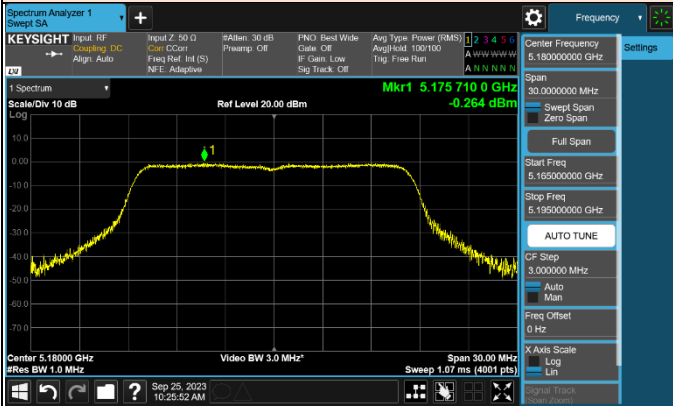 Spectrum Analyzer 1
Swept SA
+
Frequency
KEYSIGHT
Input: RF
Coupling: DC
Align: Auto
Input Z: 50 Ω
Corr CCorr
Freq Ref: Int (S)
NFE: Adaptive
#Atten: 30 dB
Preamp: Off
PNO: Best Wide
Gate: Off
IF Gain: Low
Sig Track: Off
Avg Type: Power (RMS)
Avg|Hold: 100/100
Trig: Free Run
1 2 3 4 5 6
A W W W W W
A N N N N N
LXI
1 Spectrum
Scale/Div 10 dB
Ref Level 20.00 dBm
Mkr1 5.175 710 0 GHz
-0.264 dBm
Log
10.0
0.00
-10.0
-20.0
-30.0
-40.0
-50.0
-60.0
-70.0
1
Center 5.18000 GHz
#Res BW 1.0 MHz
Video BW 3.0 MHz*
Span 30.00 MHz
Sweep 1.07 ms (4001 pts)
Sep 25, 2023
10:25:52 AM
?
Center Frequency
5.180000000 GHz
Settings
Span
30.0000000 MHz
Swept Span
Zero Span
Full Span
Start Freq
5.165000000 GHz
Stop Freq
5.195000000 GHz
AUTO TUNE
CF Step
3.000000 MHz
Auto
Man
Freq Offset
0 Hz
X Axis Scale
Log
Lin
Signal Track
(Span Zoom)